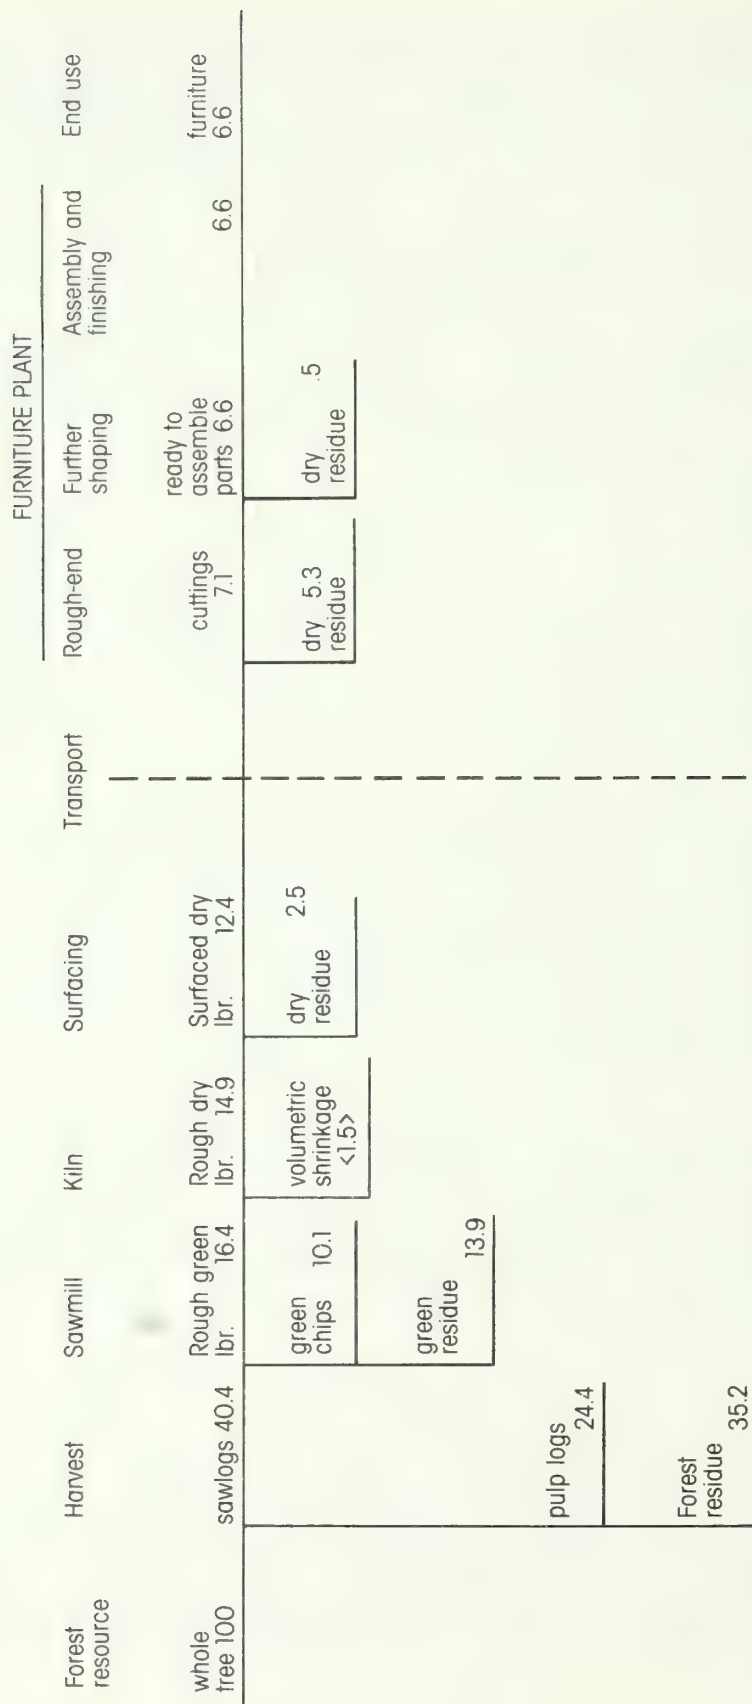 FURNITURE PLANT
Forest
resource
Harvest
Sawmill
Kiln
Surfacing
Transport
Rough-end
Further
shaping
Assembly and
finishing
End use
whole
tree 100
sawlogs 40.4
Rough green
lbr. 16.4
Rough dry
lbr. 14.9
Surfaced dry
lbr. 12.4
cuttings
7.1
ready to
assemble
parts 6.6
6.6
furniture
6.6
green
chips 10.1
volumetric
shrinkage
<1.5>
dry 2.5
residue
dry 5.3
residue
dry .5
residue
green
residue
13.9
pulp logs
24.4
Forest
residue
35.2